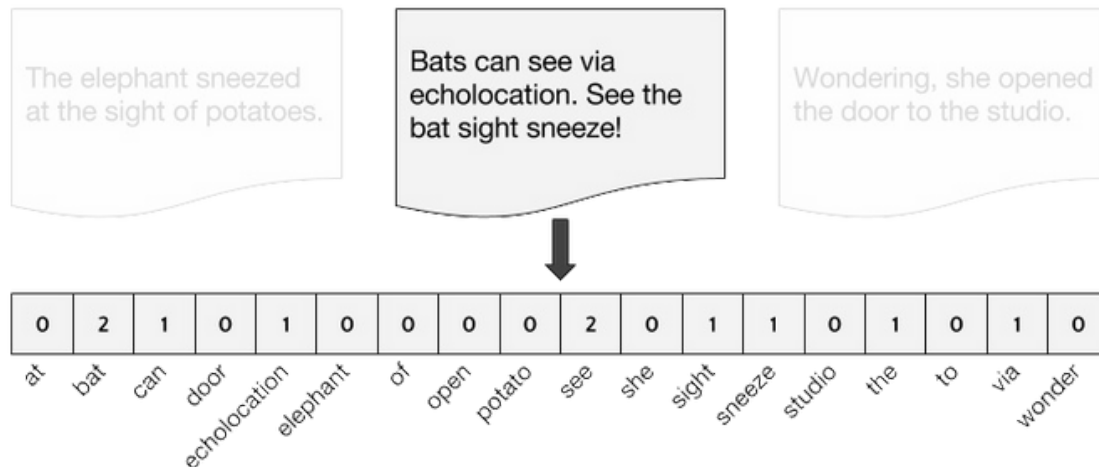 The elephant sneezed
at the sight of potatoes.
Bats can see via
echolocation. See the
bat sight sneeze!
Wondering, she opened
the door to the studio.
0 2 1 0 1 0 0 0 0 2 0 1 1 0 1 0 1 0
at bat can door echolocation elephant of open potato see she sight sneeze studio the to via wonder